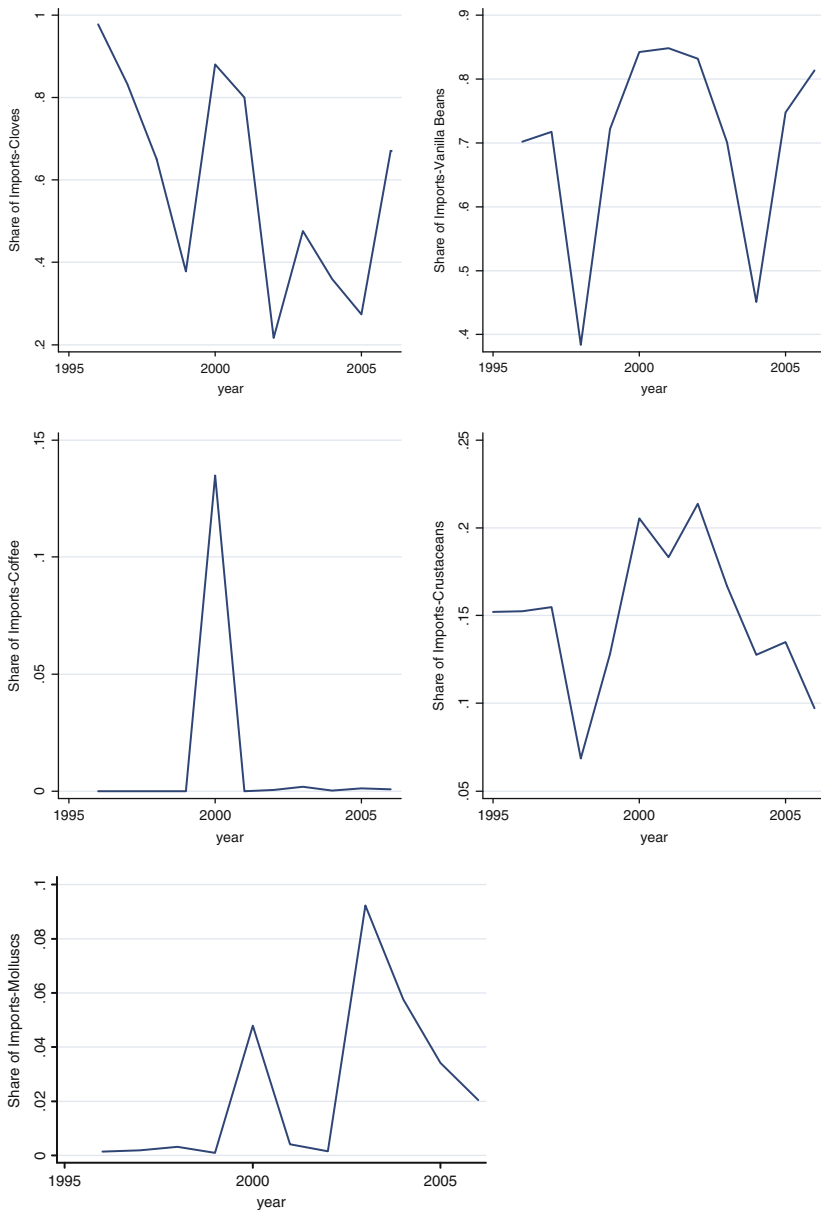 Share of Imports-Cloves
1
.8
.6
.4
.2
1995 2000 2005
year
Share of Imports-Vanilla Beans
.9
.8
.7
.6
.5
.4
1995 2000 2005
year
Share of Imports-Coffee
.15
.1
.05
0
1995 2000 2005
year
Share of Imports-Crustaceans
.25
.2
.15
.1
.05
1995 2000 2005
year
Share of Imports-Molluscs
.1
.08
.06
.04
.02
0
1995 2000 2005
year